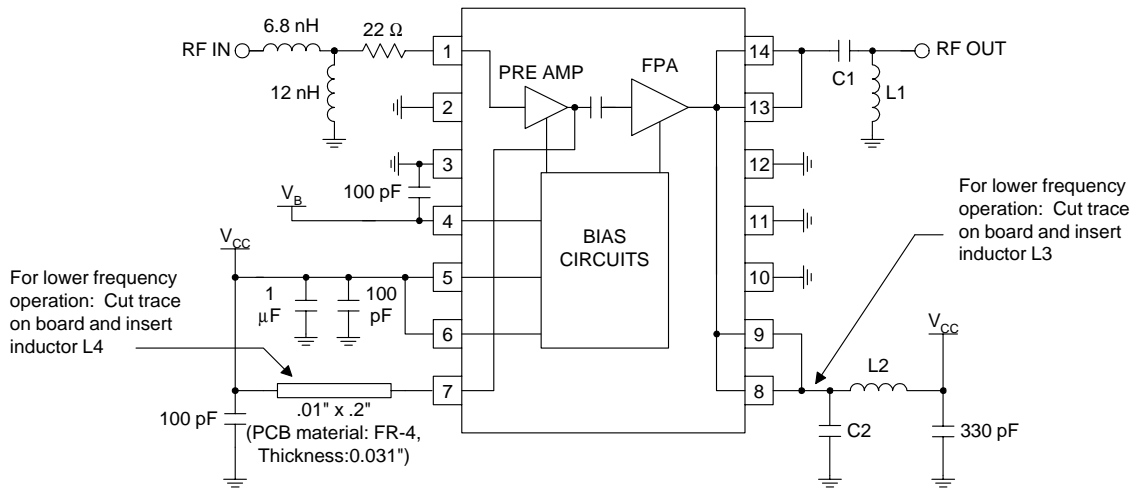 6.8 nH
22 Ω
RF IN
12 nH
1
2
3
4
5
6
7
PRE AMP
FPA
BIAS
CIRCUITS
14
13
12
11
10
9
8
C1
L1
RF OUT
100 pF
V_B
V_CC
For lower frequency
operation: Cut trace
on board and insert
inductor L4
1
μF
100
pF
100 pF
.01" x .2"
(PCB material: FR-4,
Thickness:0.031")
For lower frequency
operation: Cut trace
on board and insert
inductor L3
V_CC
L2
C2
330 pF